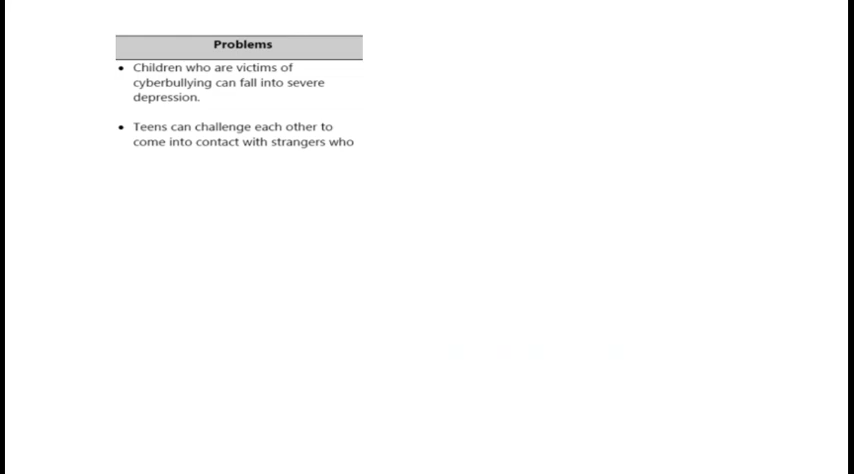 Problems
• Children who are victims of
cyberbullying can fall into severe
depression.
• Teens can challenge each other to
come into contact with strangers who